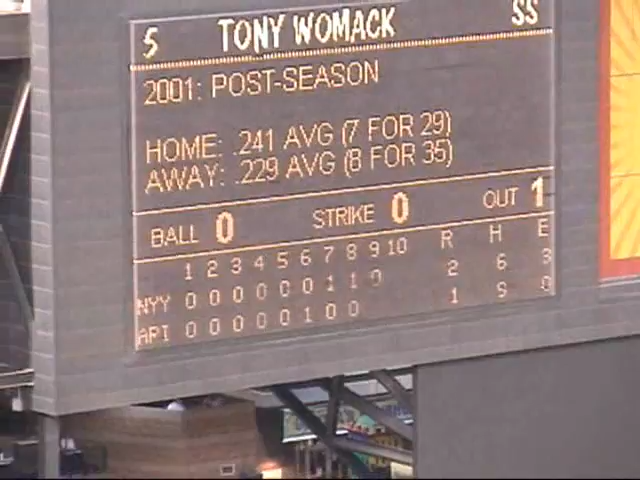 5 TONY WOMACK SS
2001: POST-SEASON
HOME: .241 AVG (7 FOR 29)
AWAY: .229 AVG (8 FOR 35)
BALL 0 STRIKE 0 OUT 1
1 2 3 4 5 6 7 8 9 10 R H E
NYY 0 0 0 0 0 0 1 1 0 2 6 3
ARI 0 0 0 0 0 1 0 0 1 9 0